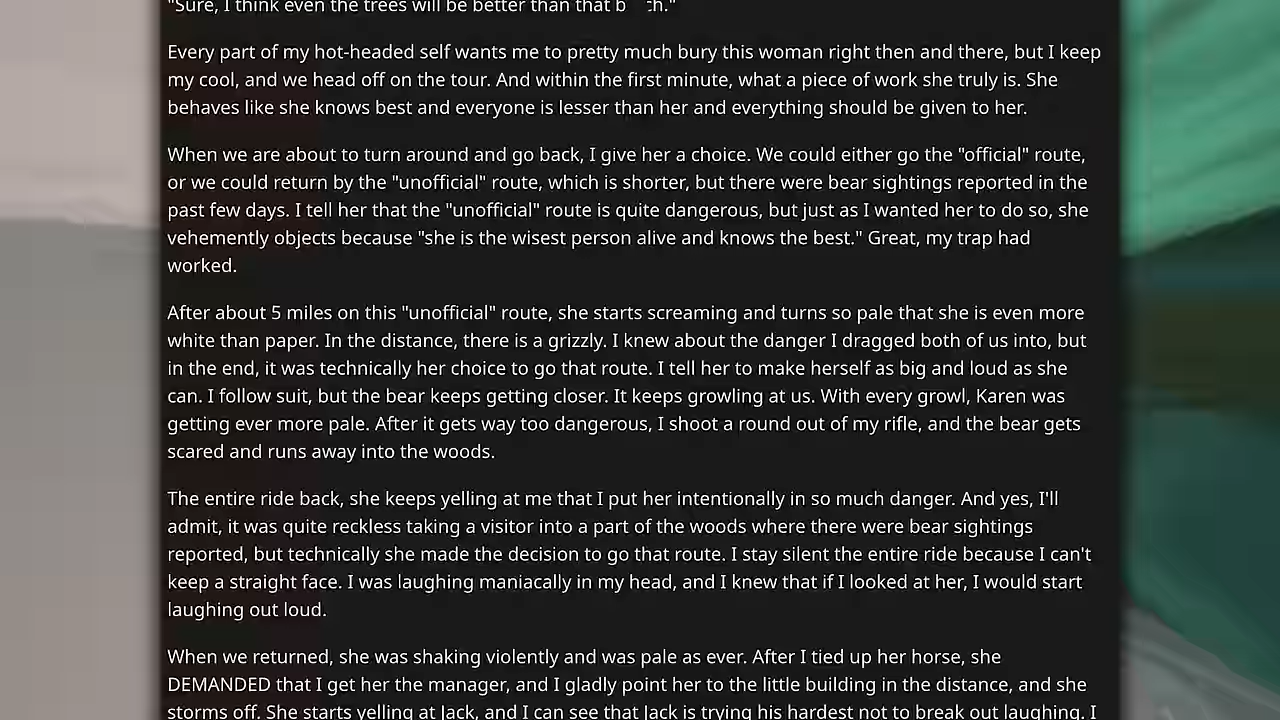 "Sure, I think even the trees will be better than that b  ch."
Every part of my hot-headed self wants me to pretty much bury this woman right then and there, but I keep
my cool, and we head off on the tour. And within the first minute, what a piece of work she truly is. She
behaves like she knows best and everyone is lesser than her and everything should be given to her.
When we are about to turn around and go back, I give her a choice. We could either go the "official" route,
or we could return by the "unofficial" route, which is shorter, but there were bear sightings reported in the
past few days. I tell her that the "unofficial" route is quite dangerous, but just as I wanted her to do so, she
vehemently objects because "she is the wisest person alive and knows the best." Great, my trap had
worked.
After about 5 miles on this "unofficial" route, she starts screaming and turns so pale that she is even more
white than paper. In the distance, there is a grizzly. I knew about the danger I dragged both of us into, but
in the end, it was technically her choice to go that route. I tell her to make herself as big and loud as she
can. I follow suit, but the bear keeps getting closer. It keeps growling at us. With every growl, Karen was
getting ever more pale. After it gets way too dangerous, I shoot a round out of my rifle, and the bear gets
scared and runs away into the woods.
The entire ride back, she keeps yelling at me that I put her intentionally in so much danger. And yes, I'll
admit, it was quite reckless taking a visitor into a part of the woods where there were bear sightings
reported, but technically she made the decision to go that route. I stay silent the entire ride because I can't
keep a straight face. I was laughing maniacally in my head, and I knew that if I looked at her, I would start
laughing out loud.
When we returned, she was shaking violently and was pale as ever. After I tied up her horse, she
DEMANDED that I get her the manager, and I gladly point her to the little building in the distance, and she
storms off. She starts yelling at Jack, and I can see that Jack is trying his hardest not to break out laughing. I